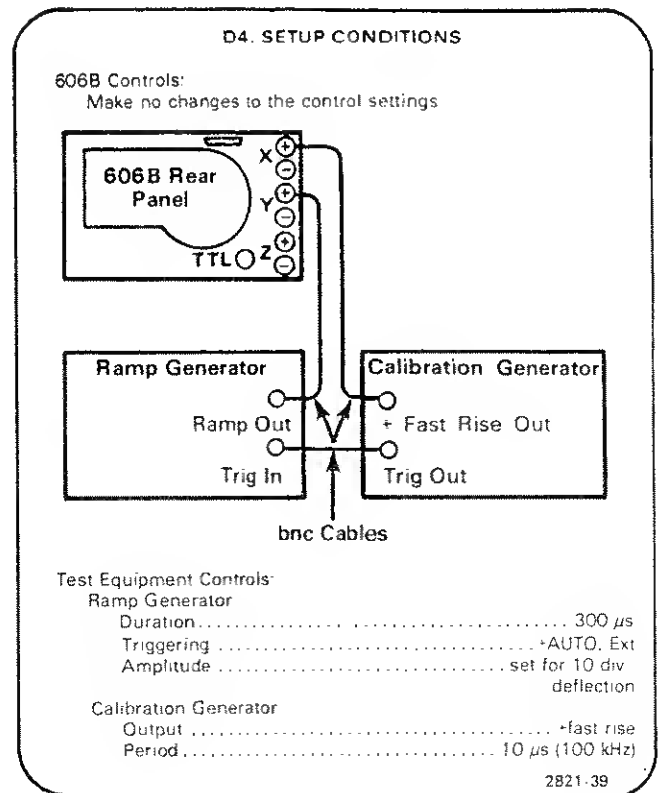 D4. SETUP CONDITIONS
606B Controls:
Make no changes to the control settings
606B Rear
Panel
X + −
Y + −
TTL Z + −
Ramp Generator
Ramp Out
Trig In
Calibration Generator
+ Fast Rise Out
Trig Out
bnc Cables
Test Equipment Controls:
Ramp Generator
Duration........................................ 300 µs
Triggering ................................ +AUTO, Ext
Amplitude ............................ set for 10 div
deflection
Calibration Generator
Output ................................... +fast rise
Period ............................... 10 µs (100 kHz)
2821-39